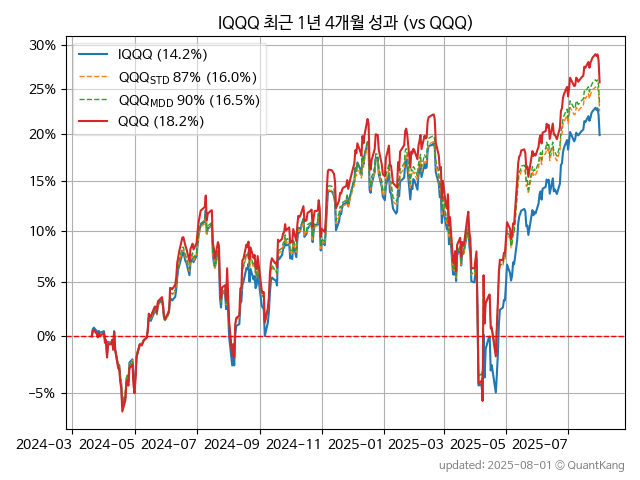 IQQQ 최근 1년 4개월 성과 (vs QQQ)
IQQQ (14.2%)
QQQSTD 87% (16.0%)
QQQMDD 90% (16.5%)
QQQ (18.2%)
30%
25%
20%
15%
10%
5%
0%
−5%
2024-03
2024-05
2024-07
2024-09
2024-11
2025-01
2025-03
2025-05
2025-07
updated: 2025-08-01 © QuantKang